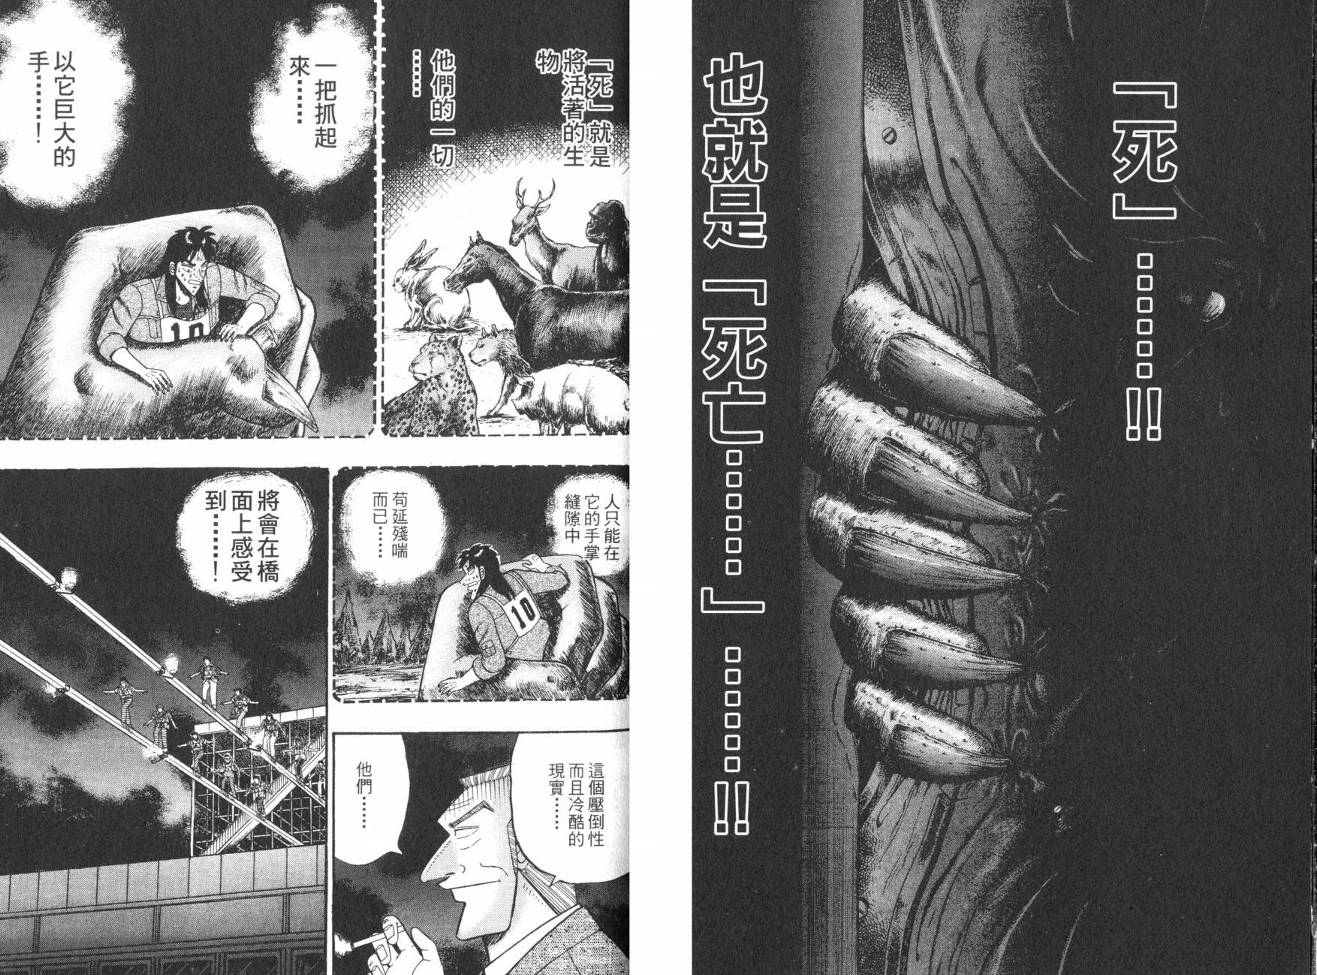 「死」……!!
也就是「死亡……」……!!
「死」就是
將活著的生
物
他們的一切
……
一把抓起
來……
以它巨大的
手……!
人只能在
它的手掌
縫隙中
苟延殘喘
而已……
10
10
這個壓倒性
而且冷酷的
現實……
他們……
將會在橋
面上感受
到……!